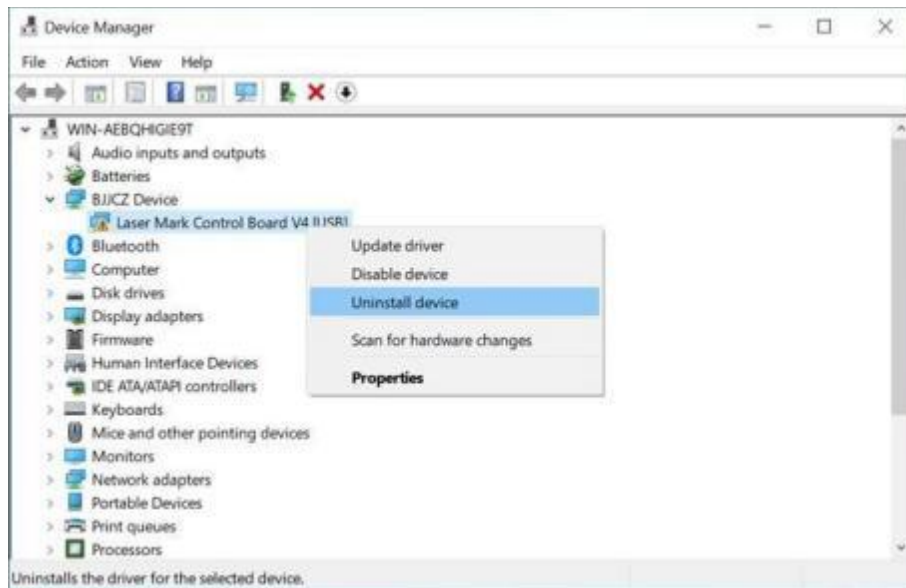 Device Manager
File Action View Help
WIN-AEBQHIGIE9T
Audio inputs and outputs
Batteries
BJJCZ Device
Laser Mark Control Board V4 [USB]
Bluetooth
Computer
Disk drives
Display adapters
Firmware
Human Interface Devices
IDE ATA/ATAPI controllers
Keyboards
Mice and other pointing devices
Monitors
Network adapters
Portable Devices
Print queues
Processors
Update driver
Disable device
Uninstall device
Scan for hardware changes
Properties
Uninstalls the driver for the selected device.